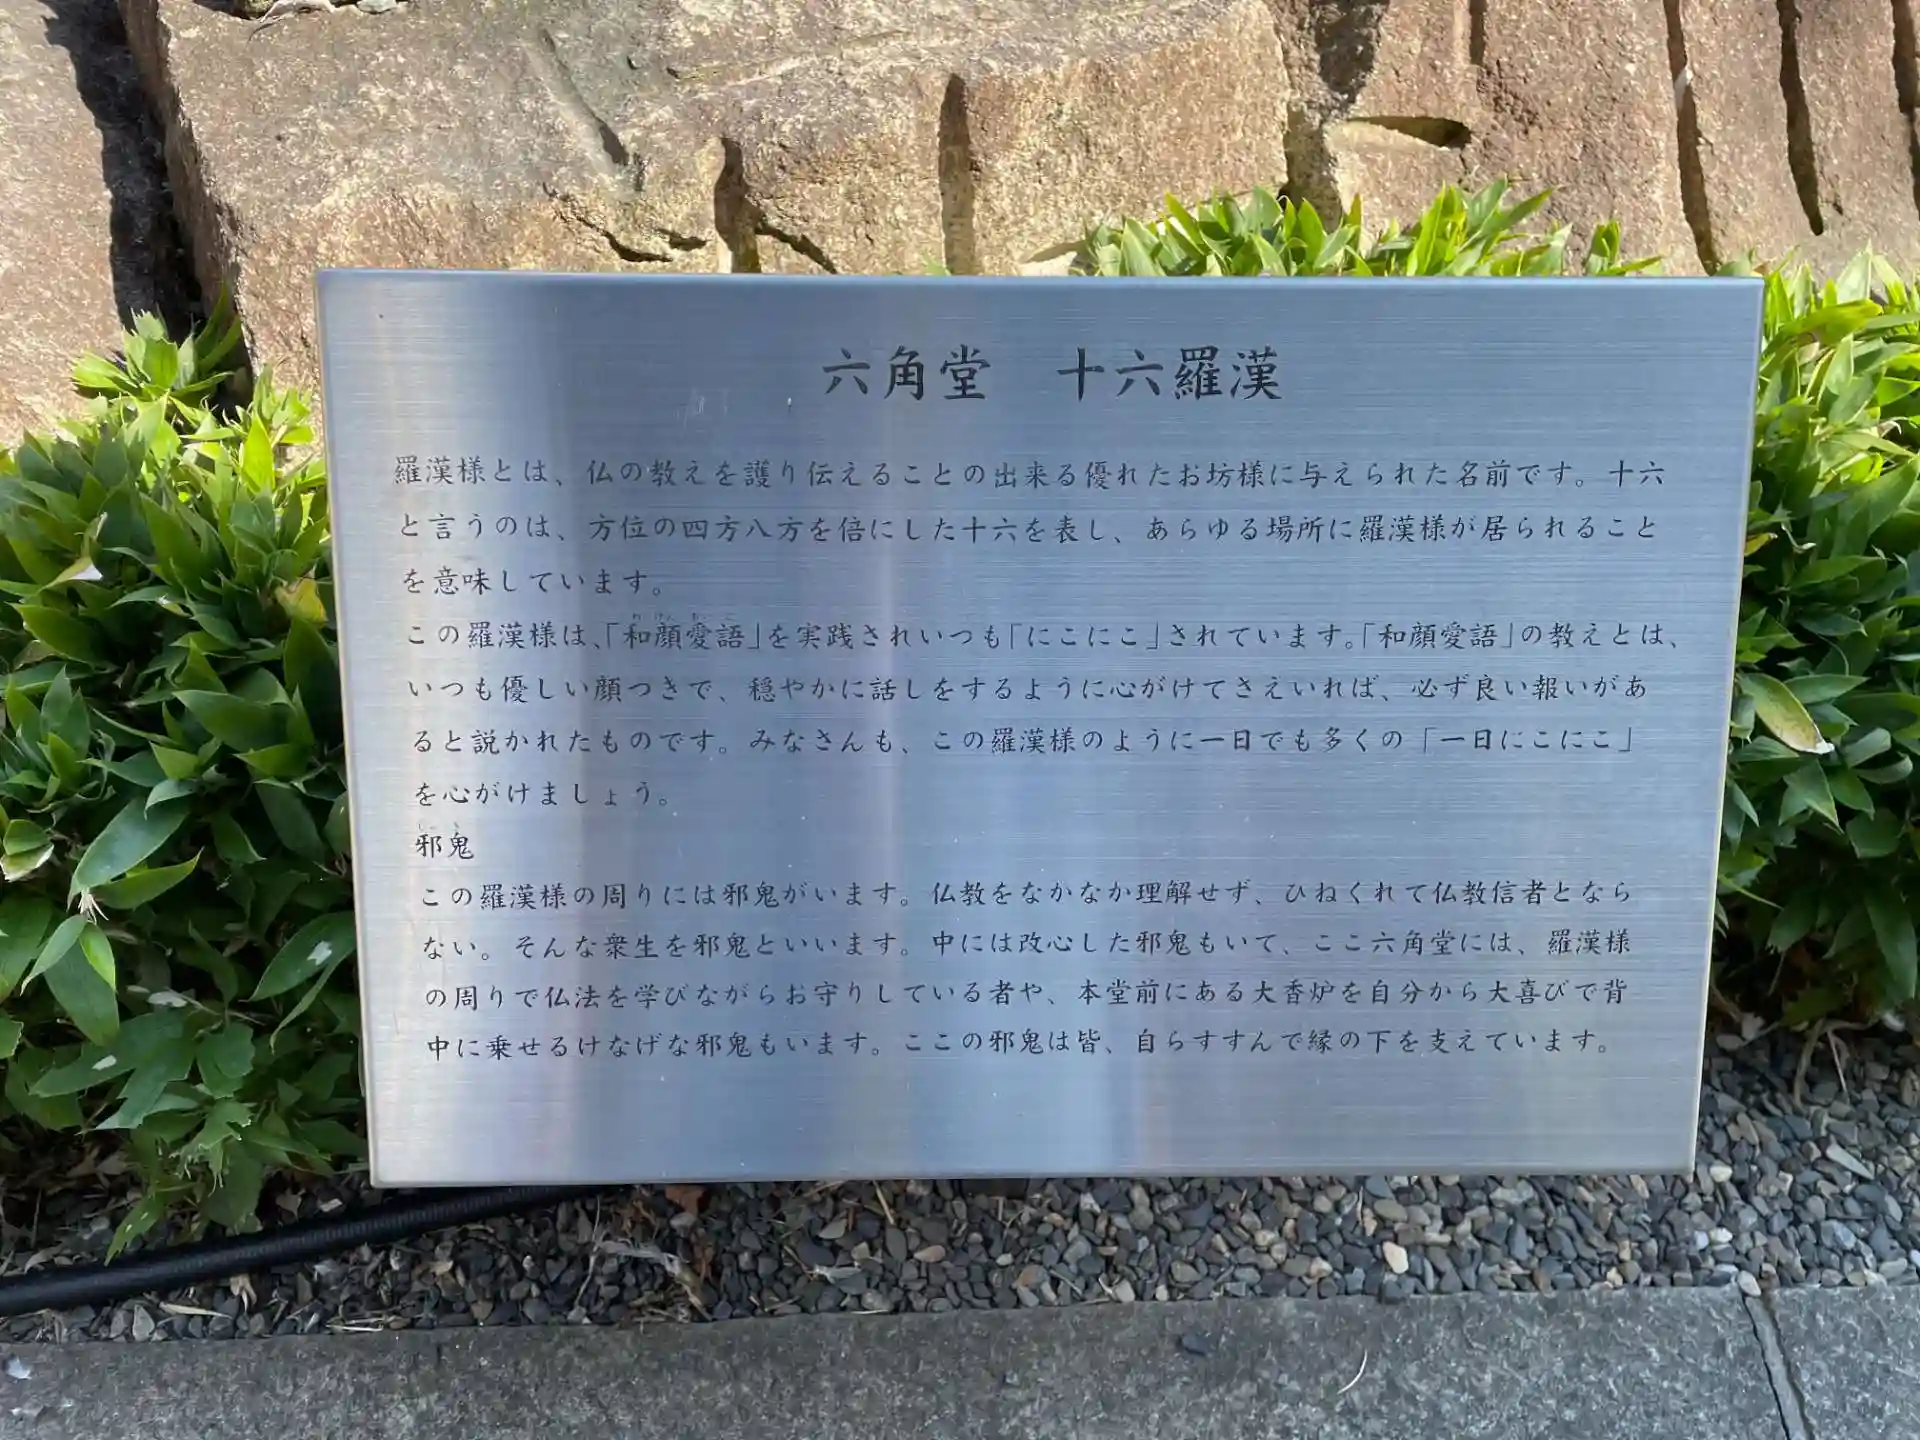 六角堂　十六羅漢
羅漢様とは、仏の教えを護り伝えることの出来る優れたお坊様に与えられた名前です。十六
と言うのは、方位の四方八方を倍にした十六を表し、あらゆる場所に羅漢様が居られること
を意味しています。
この羅漢様は、「和顔愛語」を実践されいつも「にこにこ」されています。「和顔愛語」の教えとは、
いつも優しい顔つきで、穏やかに話しをするように心がけてさえいれば、必ず良い報いがあ
ると説かれたものです。みなさんも、この羅漢様のように一日でも多くの「一日にこにこ」
を心がけましょう。
邪鬼
この羅漢様の周りには邪鬼がいます。仏教をなかなか理解せず、ひねくれて仏教信者となら
ない。そんな衆生を邪鬼といいます。中には改心した邪鬼もいて、ここ六角堂には、羅漢様
の周りで仏法を学びながらお守りしている者や、本堂前にある大香炉を自分から大喜びで背
中に乗せるけなげな邪鬼もいます。ここの邪鬼は皆、自らすすんで縁の下を支えています。